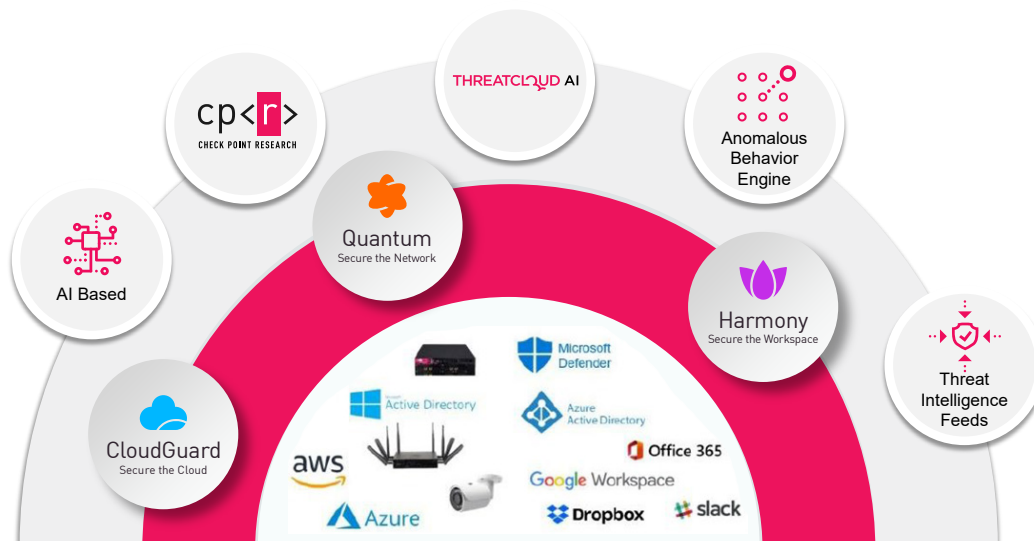 THREATCLOUD AI
cp<r>
CHECK POINT RESEARCH
Anomalous
Behavior
Engine
AI Based
Quantum
Secure the Network
Harmony
Secure the Workspace
Threat
Intelligence
Feeds
CloudGuard
Secure the Cloud
Microsoft
Defender
Active Directory
Azure
Active Directory
Office 365
aws
Google Workspace
Azure
Dropbox
slack